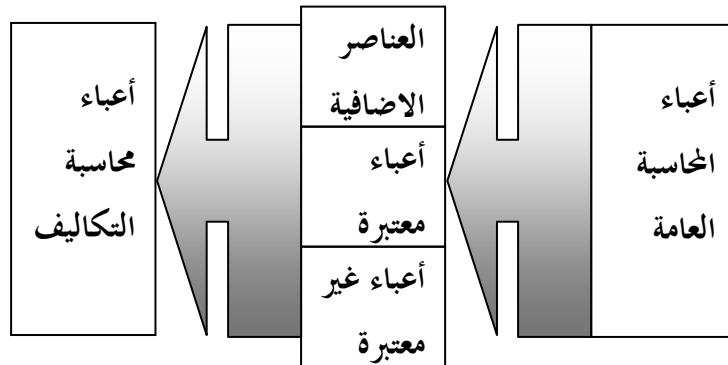 أعباء
المحاسبة
العامة
العناصر
الاضافية
أعباء
معتبرة
أعباء غير
معتبرة
أعباء
محاسبة
التكاليف